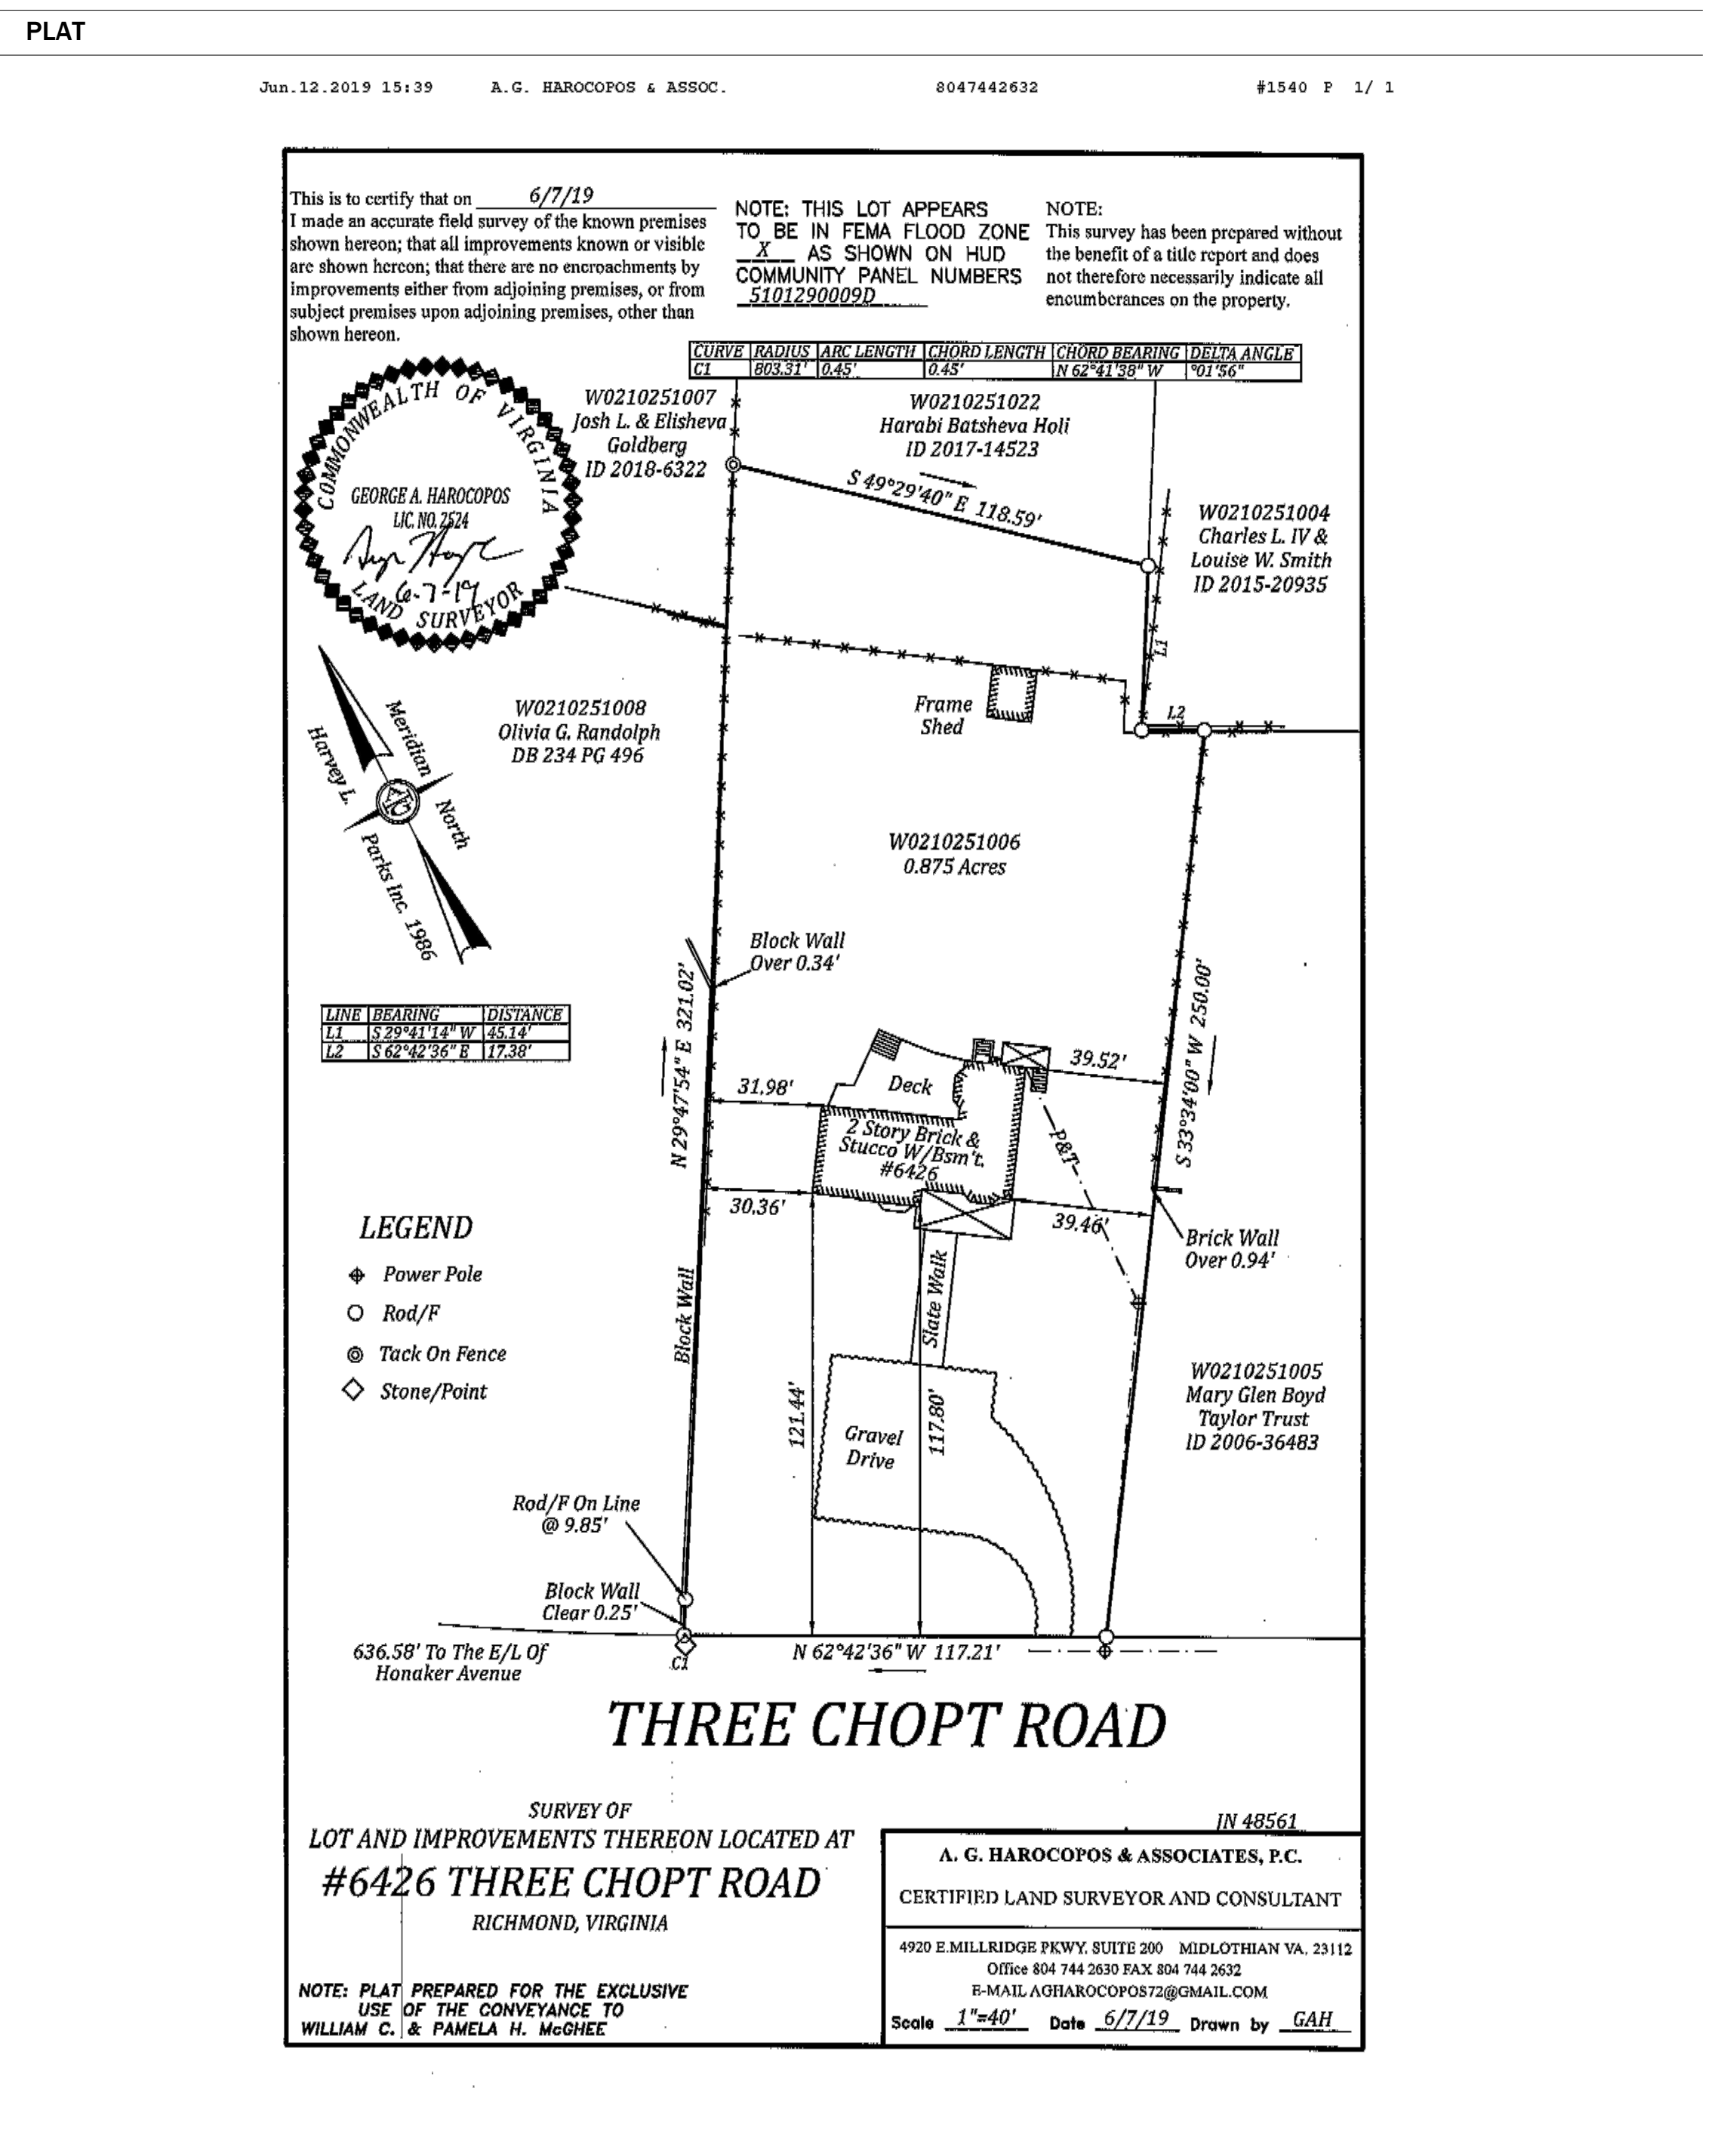 PLAT
Jun.12.2019 15:39 A.G. HAROCOPOS & ASSOC. 8047442632 #1540 P 1/ 1
This is to certify that on 6/7/19
I made an accurate field survey of the known premises
shown hereon; that all improvements known or visible
are shown hereon; that there are no encroachments by
improvements either from adjoining premises, or from
subject premises upon adjoining premises, other than
shown hereon.
NOTE: THIS LOT APPEARS
TO BE IN FEMA FLOOD ZONE
X AS SHOWN ON HUD
COMMUNITY PANEL NUMBERS
5101290009D
NOTE:
This survey has been prepared without
the benefit of a title report and does
not therefore necessarily indicate all
encumberances on the property.
CURVE RADIUS ARC LENGTH CHORD LENGTH CHORD BEARING DELTA ANGLE
C1 803.31' 0.45' 0.45' N 62°41'38" W °01'56"
COMMONWEALTH OF VIRGINIA
GEORGE A. HAROCOPOS
LIC. NO. 2524
6-7-19
LAND SURVEYOR
W0210251007
Josh L. & Elisheva
Goldberg
ID 2018-6322
W0210251022
Harabi Batsheva Holi
ID 2017-14523
S 49°29'40" E 118.59'
W0210251004
Charles L. IV &
Louise W. Smith
ID 2015-20935
L1
L2
Frame
Shed
W0210251008
Olivia G. Randolph
DB 234 PG 496
Harvey L.
Parks Inc. 1986
Meridian
North
W0210251006
0.875 Acres
Block Wall
Over 0.34'
LINE BEARING DISTANCE
L1 S 29°41'14" W 45.14'
L2 S 62°42'36" E 17.38'
N 29°47'54" E 321.02'
S 33°34'00" W 250.00'
31.98'
Deck
39.52'
2 Story Brick &
Stucco W/Bsm't.
#6426
P&T
30.36'
39.46'
Brick Wall
Over 0.94'
LEGEND
Power Pole
Rod/F
Tack On Fence
Stone/Point
Block Wall
Slate Walk
121.44'
117.80'
Gravel
Drive
W0210251005
Mary Glen Boyd
Taylor Trust
ID 2006-36483
Rod/F On Line
@ 9.85'
Block Wall
Clear 0.25'
636.58' To The E/L Of
Honaker Avenue
C1
N 62°42'36" W 117.21'
THREE CHOPT ROAD
SURVEY OF
LOT AND IMPROVEMENTS THEREON LOCATED AT
#6426 THREE CHOPT ROAD
RICHMOND, VIRGINIA
NOTE: PLAT PREPARED FOR THE EXCLUSIVE
USE OF THE CONVEYANCE TO
WILLIAM C. & PAMELA H. McGHEE
JN 48561
A. G. HAROCOPOS & ASSOCIATES, P.C.
CERTIFIED LAND SURVEYOR AND CONSULTANT
4920 E.MILLRIDGE PKWY, SUITE 200 MIDLOTHIAN VA, 23112
Office 804 744 2630 FAX 804 744 2632
E-MAIL AGHAROCOPOS72@GMAIL.COM
Scale 1"=40' Date 6/7/19 Drawn by GAH